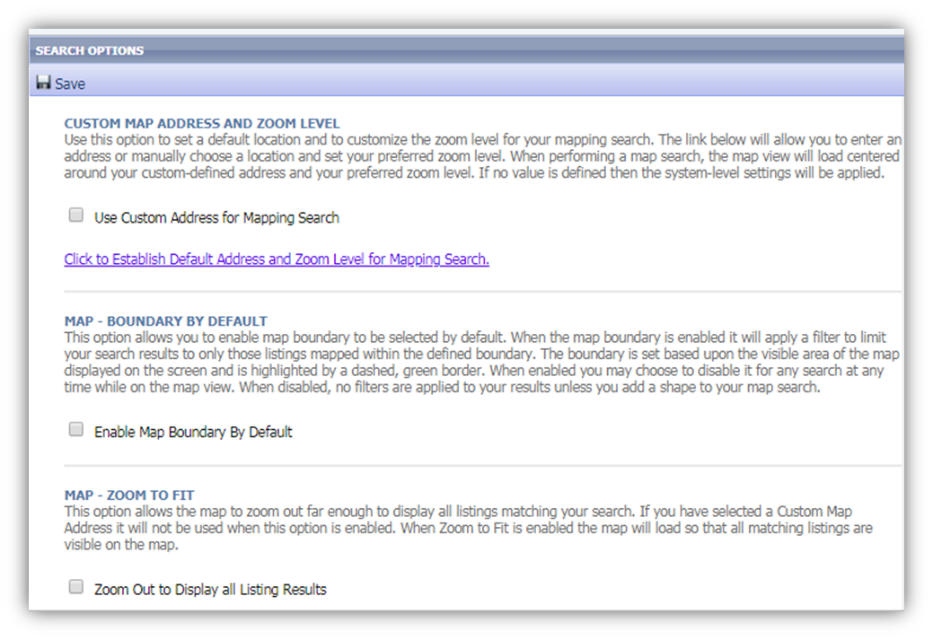 SEARCH OPTIONS
Save
CUSTOM MAP ADDRESS AND ZOOM LEVEL
Use this option to set a default location and to customize the zoom level for your mapping search. The link below will allow you to enter an
address or manually choose a location and set your preferred zoom level. When performing a map search, the map view will load centered
around your custom-defined address and your preferred zoom level. If no value is defined then the system-level settings will be applied.
Use Custom Address for Mapping Search
Click to Establish Default Address and Zoom Level for Mapping Search.
MAP - BOUNDARY BY DEFAULT
This option allows you to enable map boundary to be selected by default. When the map boundary is enabled it will apply a filter to limit
your search results to only those listings mapped within the defined boundary. The boundary is set based upon the visible area of the map
displayed on the screen and is highlighted by a dashed, green border. When enabled you may choose to disable it for any search at any
time while on the map view. When disabled, no filters are applied to your results unless you add a shape to your map search.
Enable Map Boundary By Default
MAP - ZOOM TO FIT
This option allows the map to zoom out far enough to display all listings matching your search. If you have selected a Custom Map
Address it will not be used when this option is enabled. When Zoom to Fit is enabled the map will load so that all matching listings are
visible on the map.
Zoom Out to Display all Listing Results